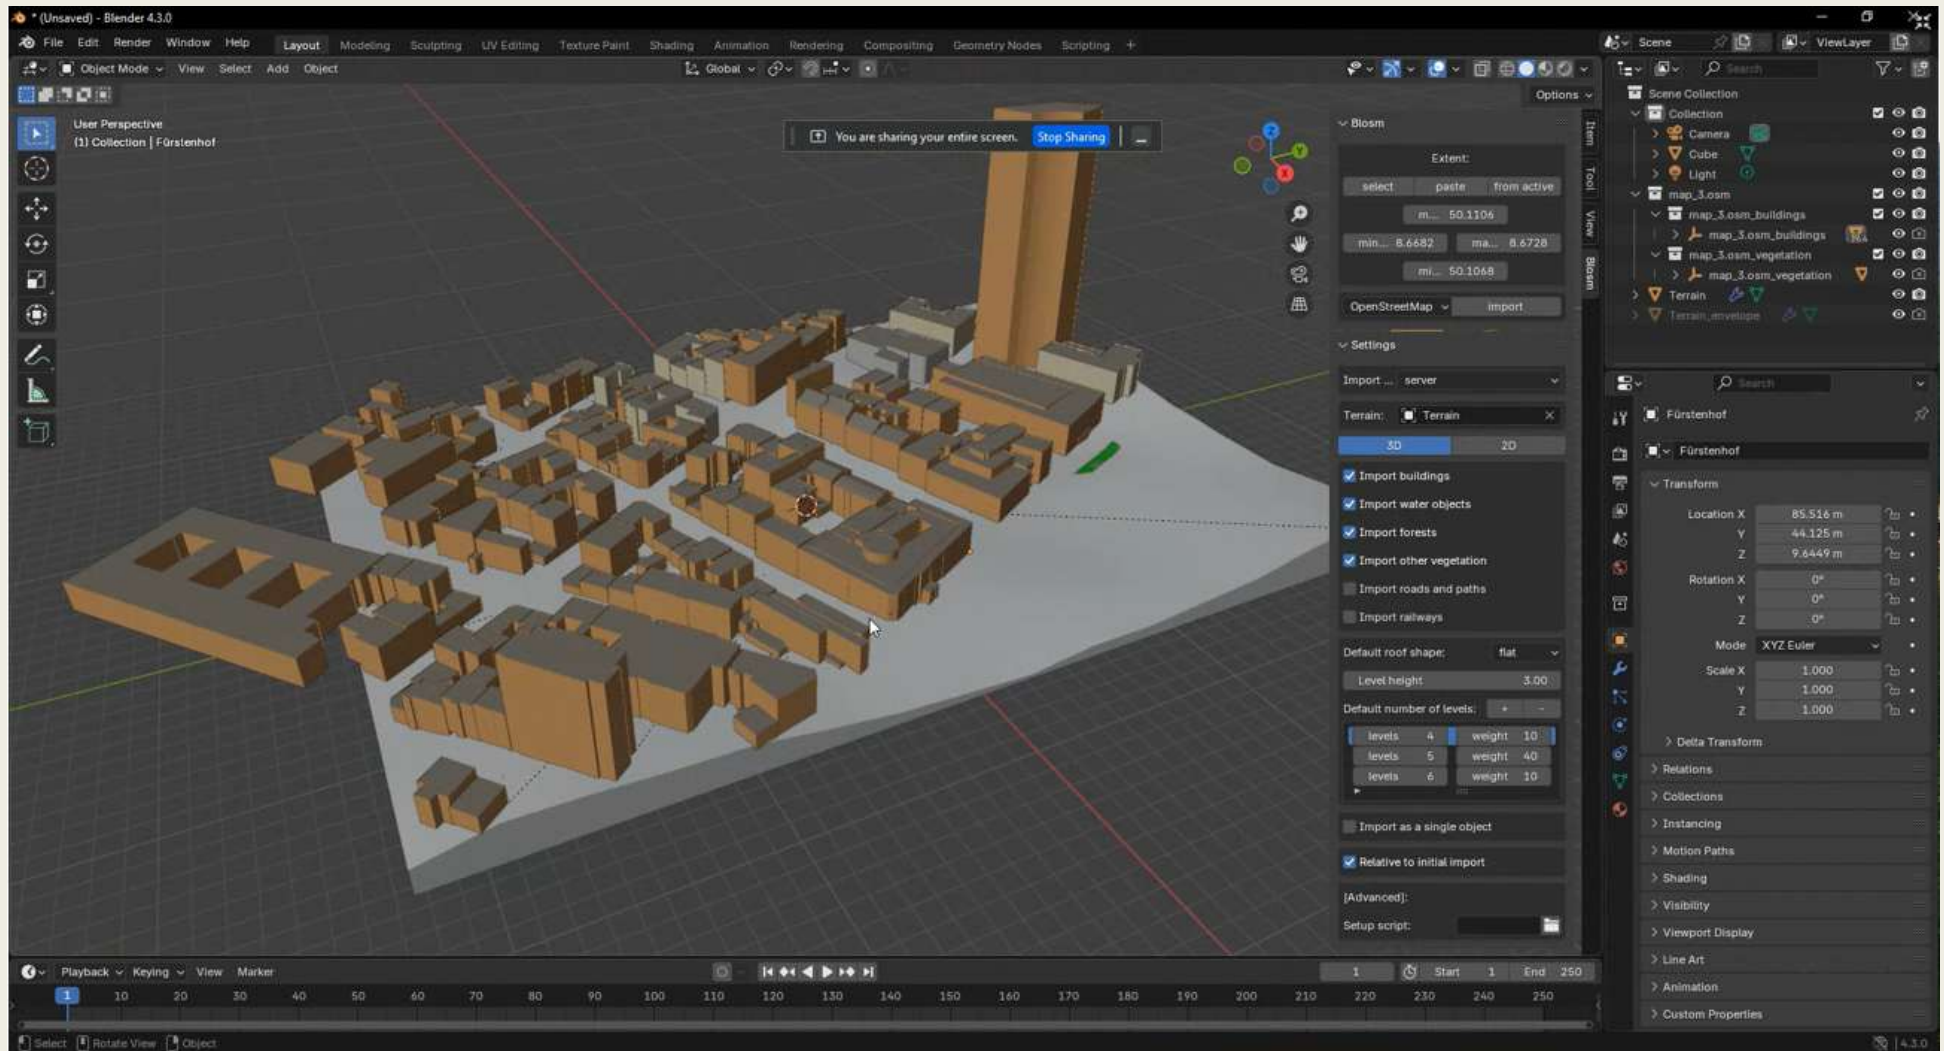 * (Unsaved) - Blender 4.3.0
File Edit Render Window Help Layout Modeling Sculpting UV Editing Texture Paint Shading Animation Rendering Compositing Geometry Nodes Scripting + Scene ViewLayer
Object Mode View Select Add Object Global Search
Options
User Perspective
(1) Collection | Fürstenhof
You are sharing your entire screen. Stop Sharing
Z
Y
X
Item
Tool
View
Blosm
Blosm
Extent:
select paste from active
m... 50.1106
min... 8.6682 ma... 8.6728
mi... 50.1068
OpenStreetMap import
Settings
Import ... server
Terrain: Terrain
3D 2D
Import buildings
Import water objects
Import forests
Import other vegetation
Import roads and paths
Import railways
Default roof shape: flat
Level height 3.00
Default number of levels: + -
levels 4 weight 10
levels 5 weight 40
levels 6 weight 10
Import as a single object
Relative to initial import
[Advanced]:
Setup script:
Scene Collection
Collection
Camera
Cube
Light
map_3.osm
map_3.osm_buildings
map_3.osm_buildings
map_3.osm_vegetation
map_3.osm_vegetation
Terrain
Terrain_envelope
Search
Fürstenhof
Fürstenhof
Transform
Location X 85.516 m
Y 44.125 m
Z 9.6449 m
Rotation X 0°
Y 0°
Z 0°
Mode XYZ Euler
Scale X 1.000
Y 1.000
Z 1.000
Delta Transform
Relations
Collections
Instancing
Motion Paths
Shading
Visibility
Viewport Display
Line Art
Animation
Custom Properties
Playback Keying View Marker 1 Start 1 End 250
1 10 20 30 40 50 60 70 80 90 100 110 120 130 140 150 160 170 180 190 200 210 220 230 240 250
Select Rotate View Object 4.3.0